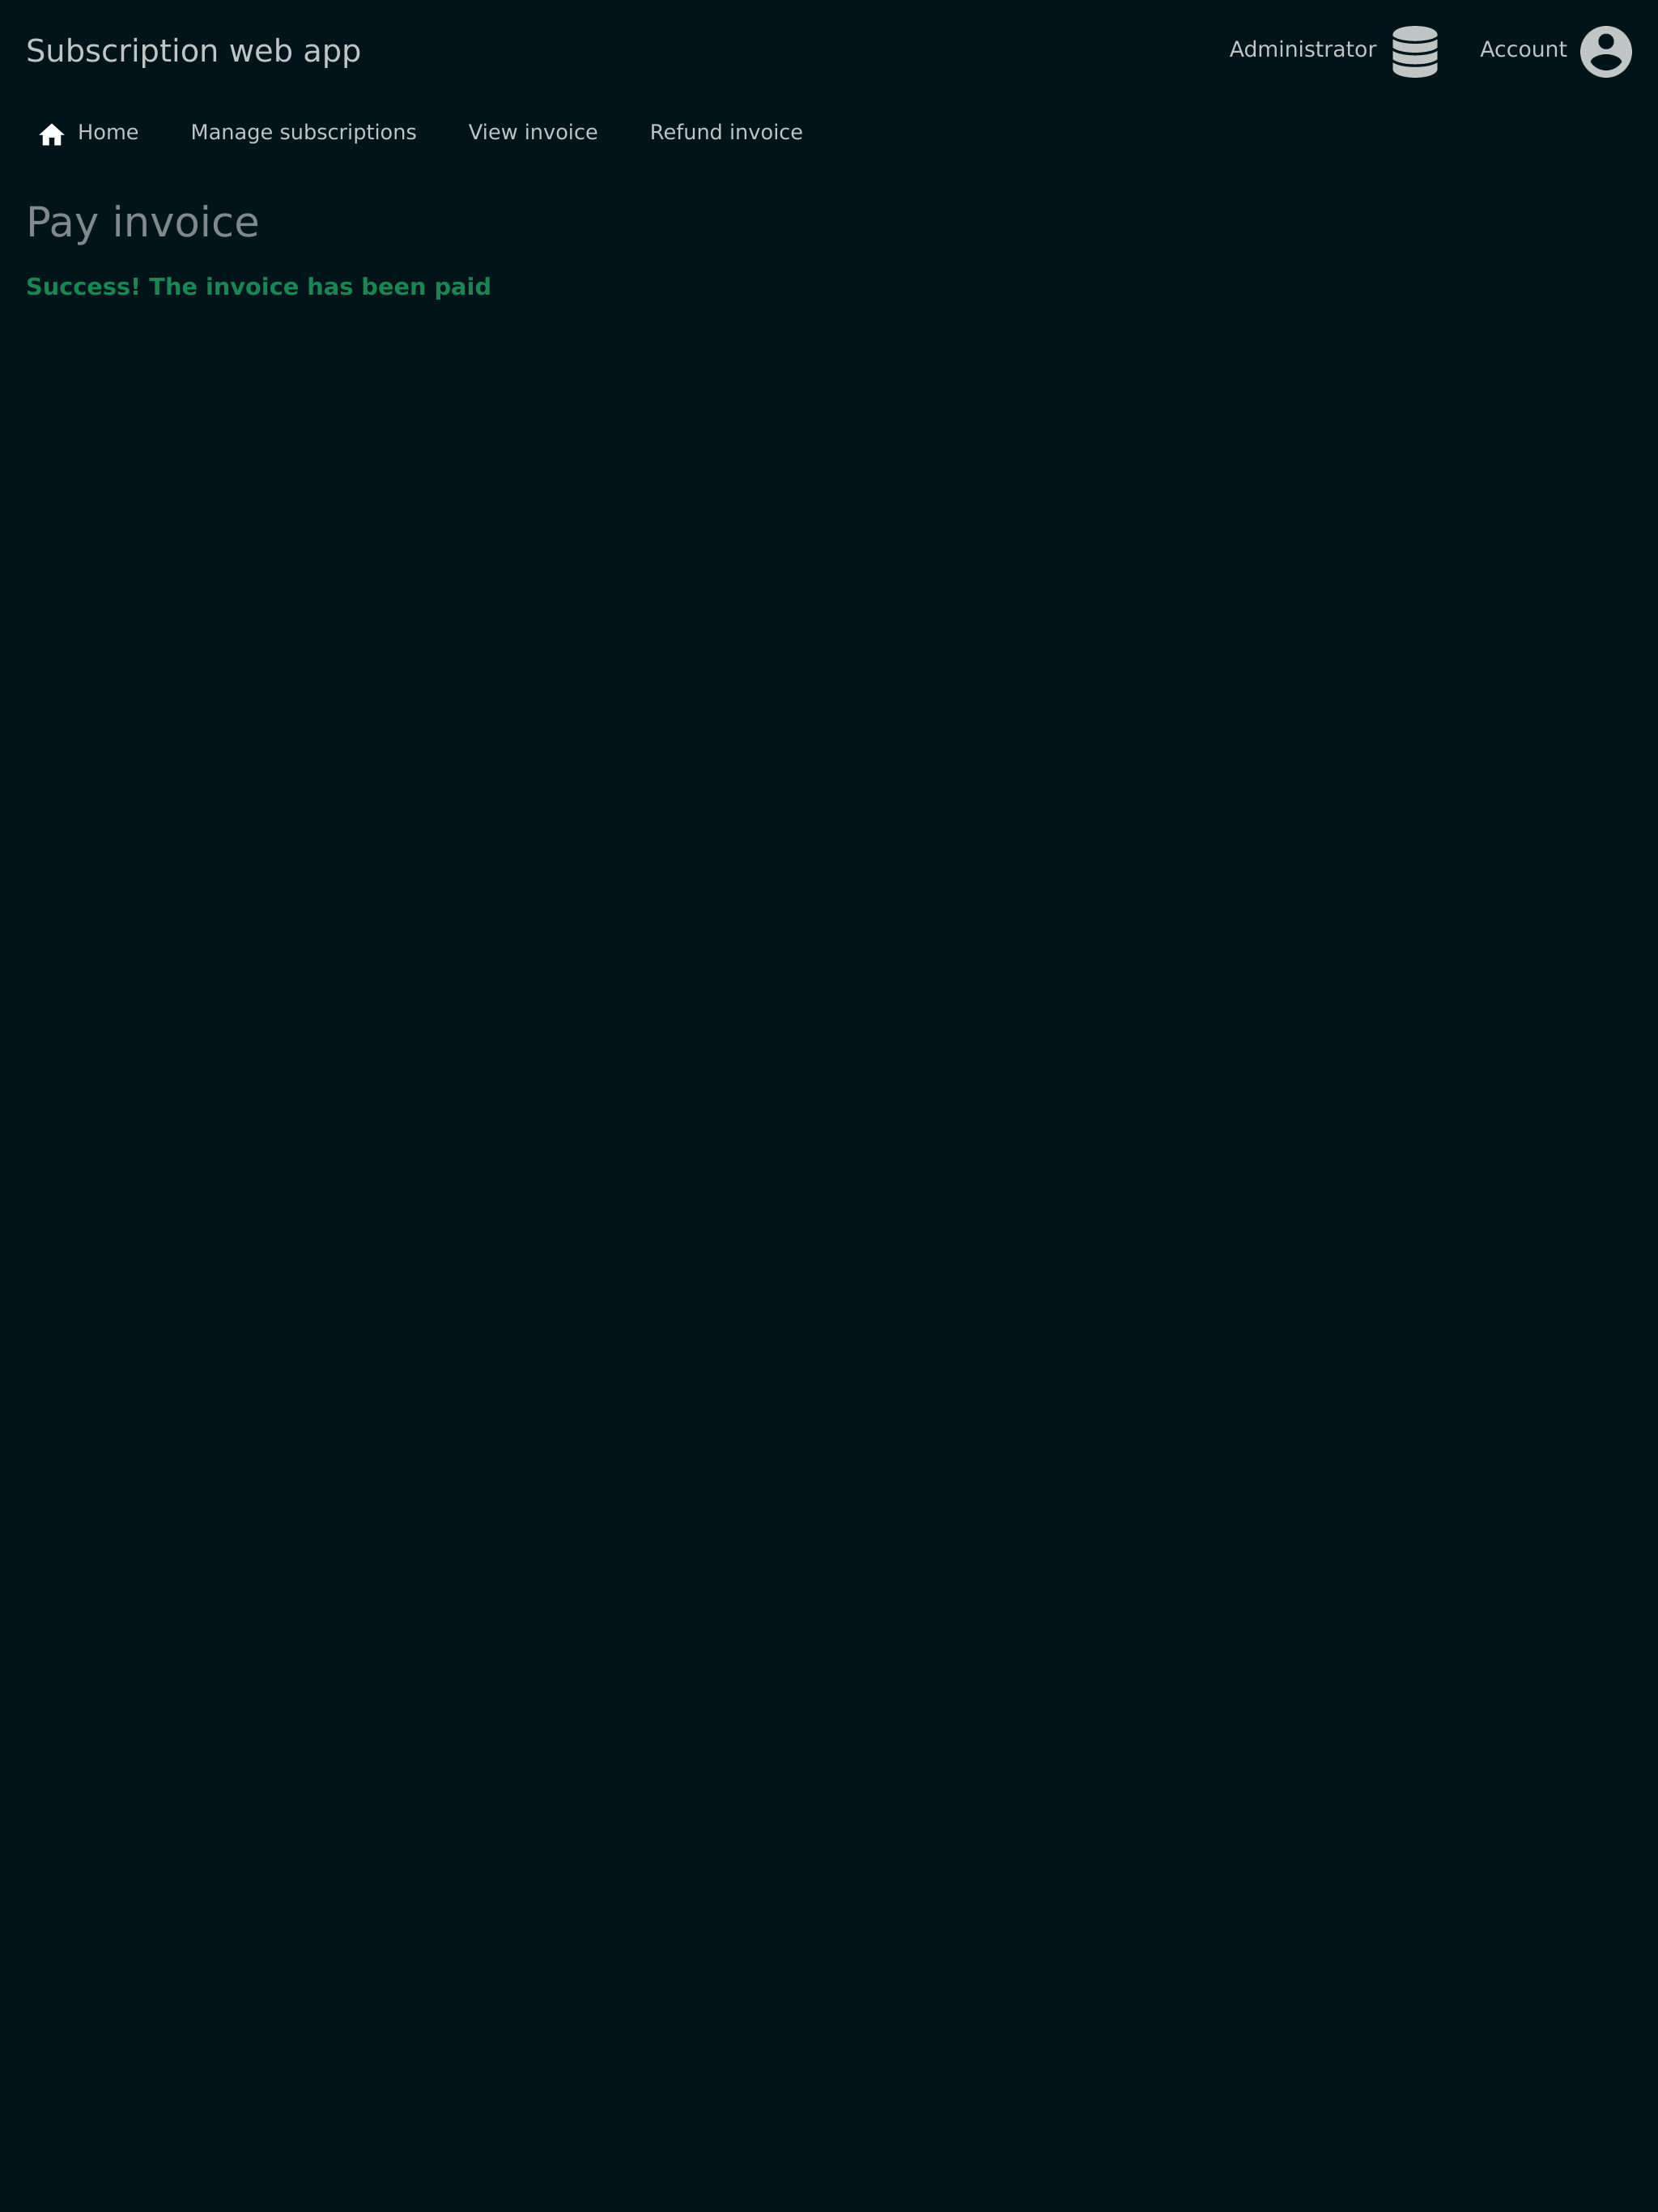 Subscription web app
Administrator
Account
Home
Manage subscriptions
View invoice
Refund invoice
Pay invoice
Success! The invoice has been paid